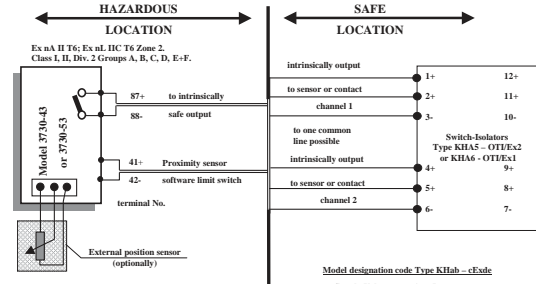 HAZARDOUS
LOCATION
SAFE
LOCATION
Ex nA II T6; Ex nL IIC T6 Zone 2.
Class I, II, Div. 2 Groups A, B, C, D, E+F.
Model 3730-43
or 3730-53
87+ to intrinsically
88- safe output
41+ Proximity sensor
42- software limit switch
terminal No.
External position sensor
(optionally)
intrinsically output
to sensor or contact
channel 1
to one common
line possible
intrinsically output
to sensor or contact
channel 2
1+ 12+
2+ 11+
3- 10-
Switch-Isolators
Type KHA5 – OTI/Ex2
or KHA6 - OTI/Ex1
4+ 9+
5+ 8+
6- 7-
Model designation code Type KHab – cExde